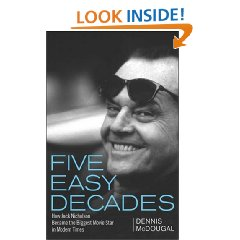 LOOK INSIDE!
FIVE
EASY
DECADES
How Jack Nicholson
Became the Biggest Movie Star
in Modern Times
DENNIS
McDOUGAL